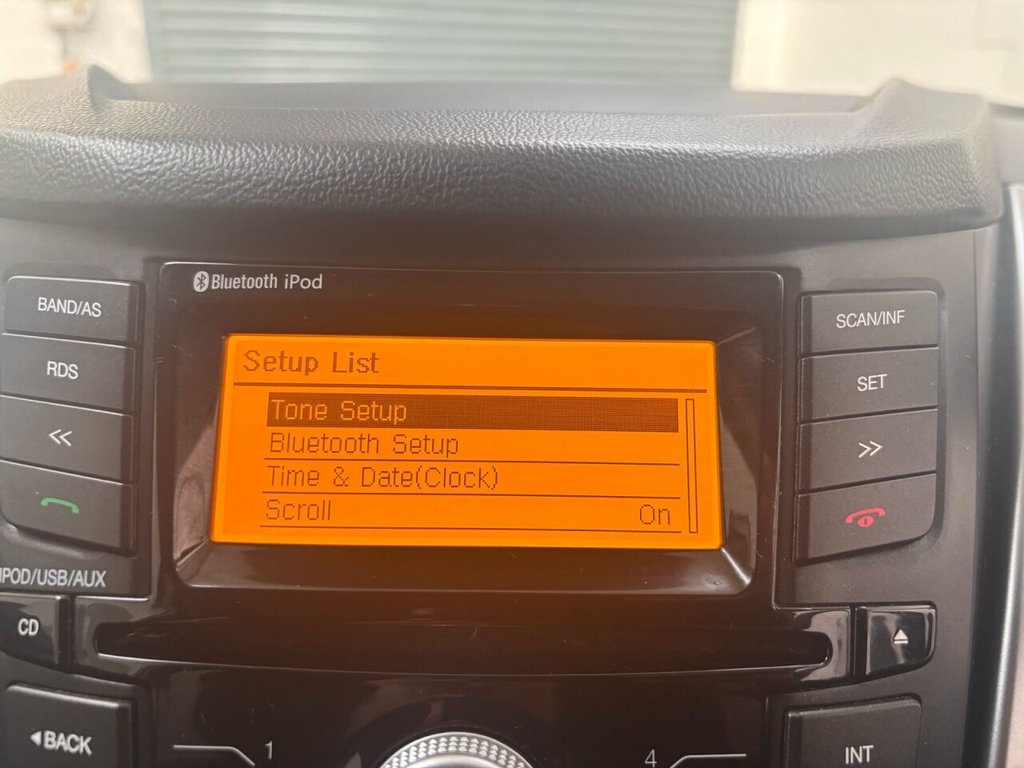 Bluetooth iPod
BAND/AS
RDS
SCAN/INF
SET
Setup List
Tone Setup
Bluetooth Setup
Time & Date(Clock)
Scroll On
IPOD/USB/AUX
CD
BACK
1
4
INT